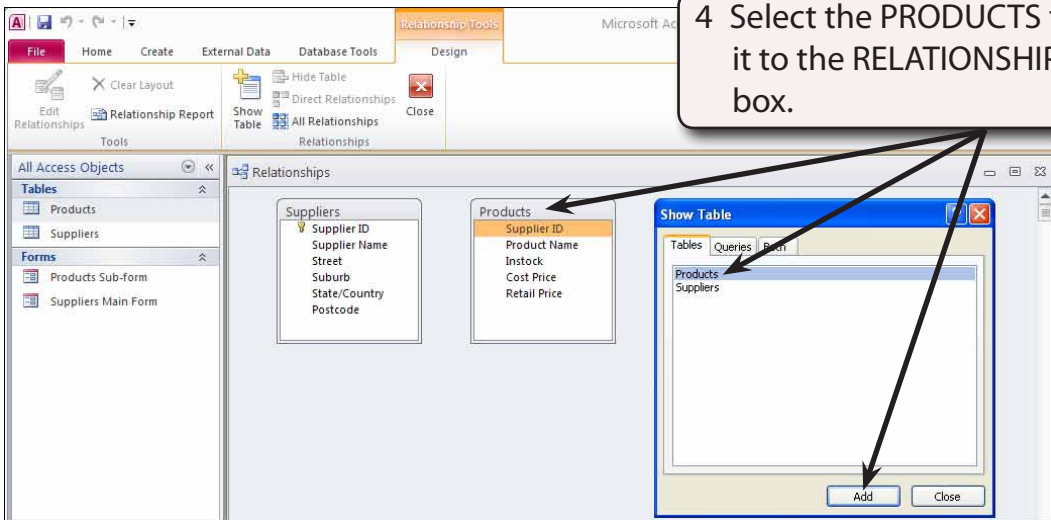 Relationship Tools
Microsoft
4 Select the PRODUCTS
it to the
box.
File Home Create External Data Database Tools Design
Edit Relationships
Clear Layout
Relationship Report
Show Table
Hide Table
Direct Relationships
All Relationships
Close
Tools
Relationships
All Access Objects
Tables
Products
Suppliers
Forms
Products Sub-form
Suppliers Main Form
Relationships
Suppliers
Supplier ID
Supplier Name
Street
Suburb
State/Country
Postcode
Products
Supplier ID
Product Name
Instock
Cost Price
Retail Price
Show Table
Tables Queries
Products
Suppliers
Add Close